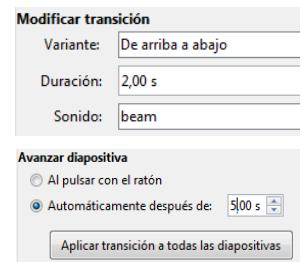 Modificar transición
Variante: De arriba a abajo
Duración: 2,00 s
Sonido: beam
Avanzar diapositiva
Al pulsar con el ratón
Automáticamente después de: 5,00 s
Aplicar transición a todas las diapositivas